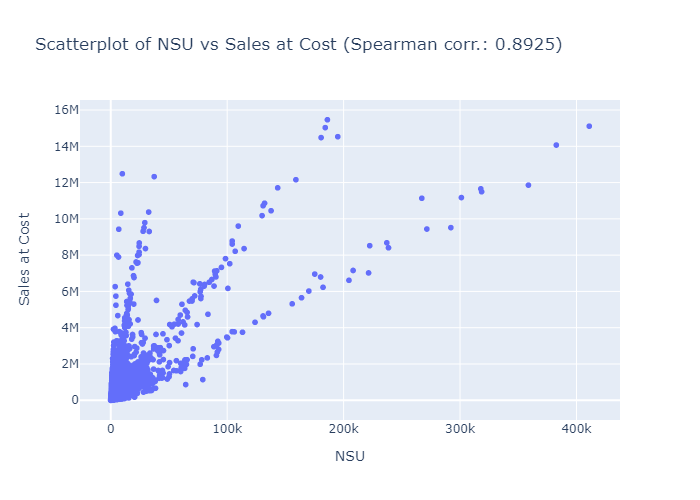 Scatterplot of NSU vs Sales at Cost (Spearman corr.: 0.8925)
16M
14M
12M
10M
8M
6M
4M
2M
0
Sales at Cost
0 100k 200k 300k 400k
NSU